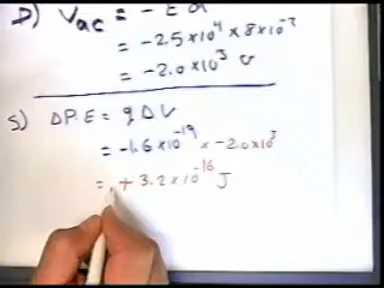 D) Vac = - E d
= -2.5×10⁴ × 8×10⁻²
= -2.0×10³ V
5) ΔP.E = qΔV
= -1.6×10⁻¹⁹ × -2.0×10³
= + 3.2×10⁻¹⁶ J